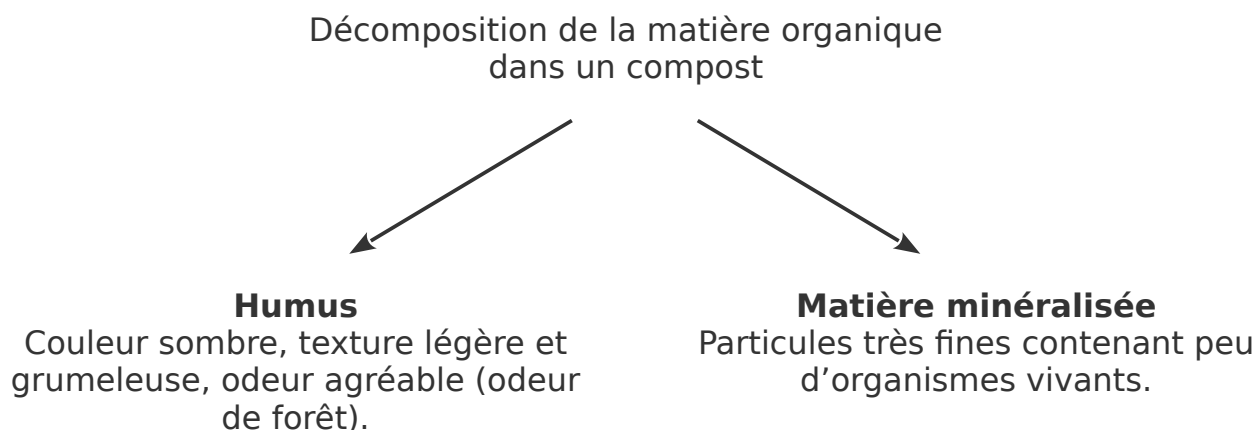 Décomposition de la matière organique
dans un compost
Humus
Couleur sombre, texture légère et
grumeleuse, odeur agréable (odeur
de forêt).
Matière minéralisée
Particules très fines contenant peu
d’organismes vivants.